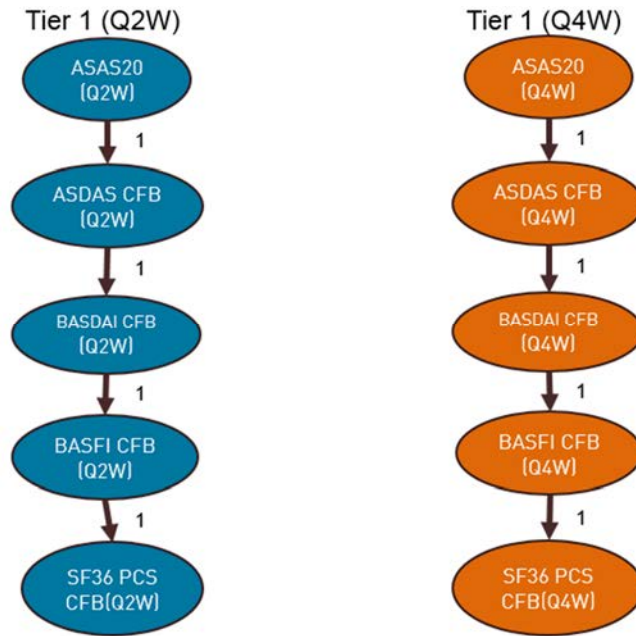 Tier 1 (Q2W)
ASAS20
(Q2W)
1
ASDAS CFB
(Q2W)
1
BASDAI CFB
(Q2W)
1
BASFI CFB
(Q2W)
1
SF36 PCS
CFB(Q2W)
Tier 1 (Q4W)
ASAS20
(Q4W)
1
ASDAS CFB
(Q4W)
1
BASDAI CFB
(Q4W)
1
BASFI CFB
(Q4W)
1
SF36 PCS
CFB(Q4W)